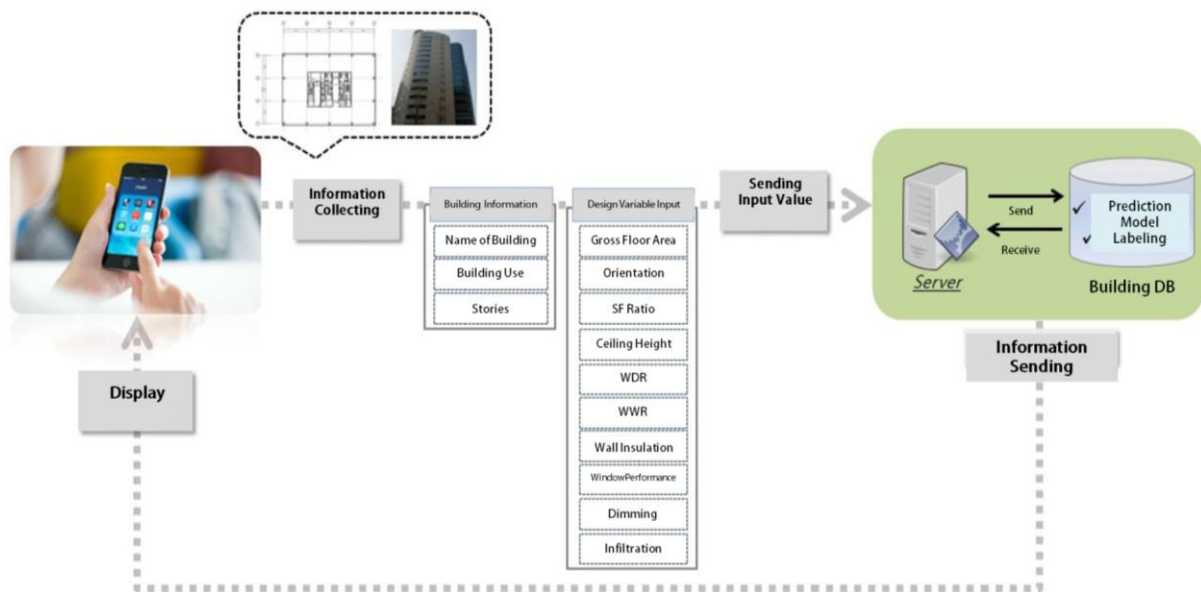 Information
Collecting
Building Information
Name of Building
Building Use
Stories
Design Variable Input
Gross Floor Area
Orientation
SF Ratio
Ceiling Height
WDR
WWR
Wall Insulation
WindowPerformance
Dimming
Infiltration
Sending
Input Value
Server
Send
Receive
Prediction
Model
Labeling
Building DB
Information
Sending
Display